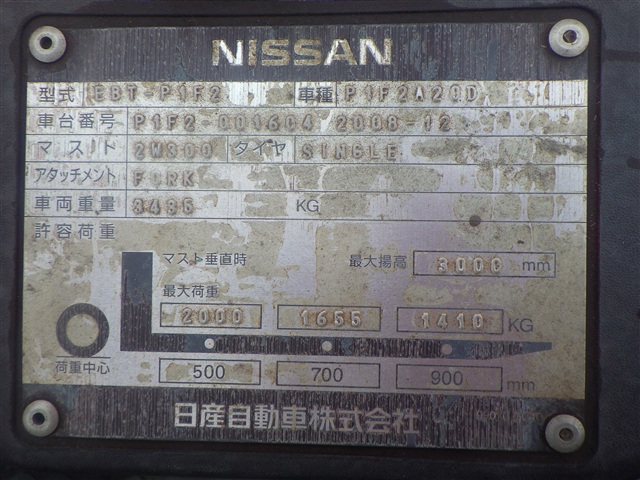 NISSAN
型式 EBT-P1F2 車種 P1F2A20D
車台番号 P1F2-001604 2008-12
マスト 2W300 タイヤ SINGLE
アタッチメント FORK
車両重量 3435 KG
許容荷重
マスト垂直時 最大揚高 3000 mm
最大荷重
2000 1655 1410 KG
荷重中心 500 700 900 mm
日産自動車株式会社